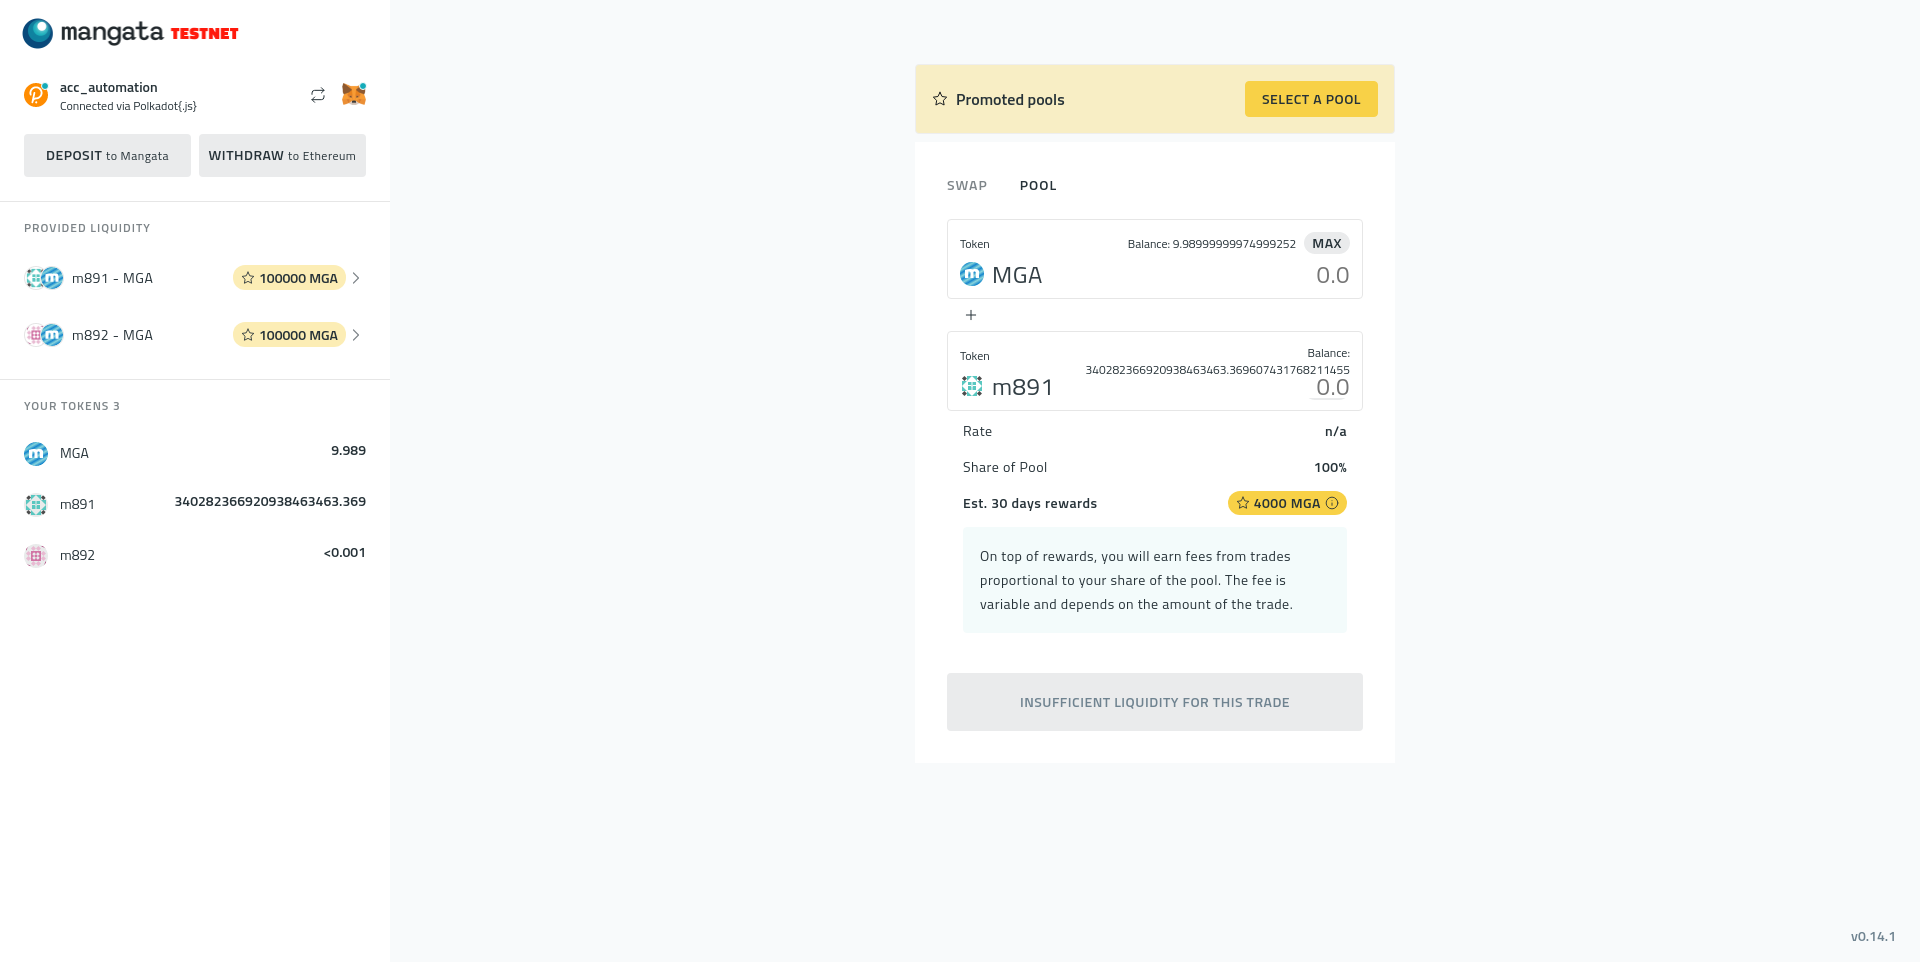 mangata TESTNET
acc_automation
Connected via Polkadot{.js}
DEPOSIT to Mangata
WITHDRAW to Ethereum
PROVIDED LIQUIDITY
m891 - MGA
100000 MGA
m892 - MGA
100000 MGA
YOUR TOKENS 3
MGA
9.989
m891
340282366920938463463.369
m892
<0.001
Promoted pools
SELECT A POOL
SWAP
POOL
Token
Balance: 9.98999999974999252
MAX
MGA
0.0
Token
Balance:
340282366920938463463.369607431768211455
m891
0.0
Rate
n/a
Share of Pool
100%
Est. 30 days rewards
4000 MGA
On top of rewards, you will earn fees from trades
proportional to your share of the pool. The fee is
variable and depends on the amount of the trade.
INSUFFICIENT LIQUIDITY FOR THIS TRADE
v0.14.1